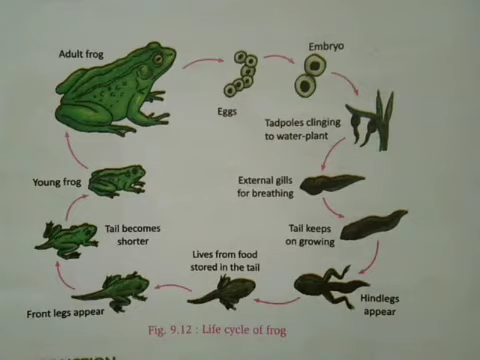 Adult frog
Eggs
Embryo
Tadpoles clinging
to water-plant
External gills
for breathing
Tail keeps
on growing
Hindlegs
appear
Lives from food
stored in the tail
Front legs appear
Tail becomes
shorter
Young frog
Fig. 9.12 : Life cycle of frog